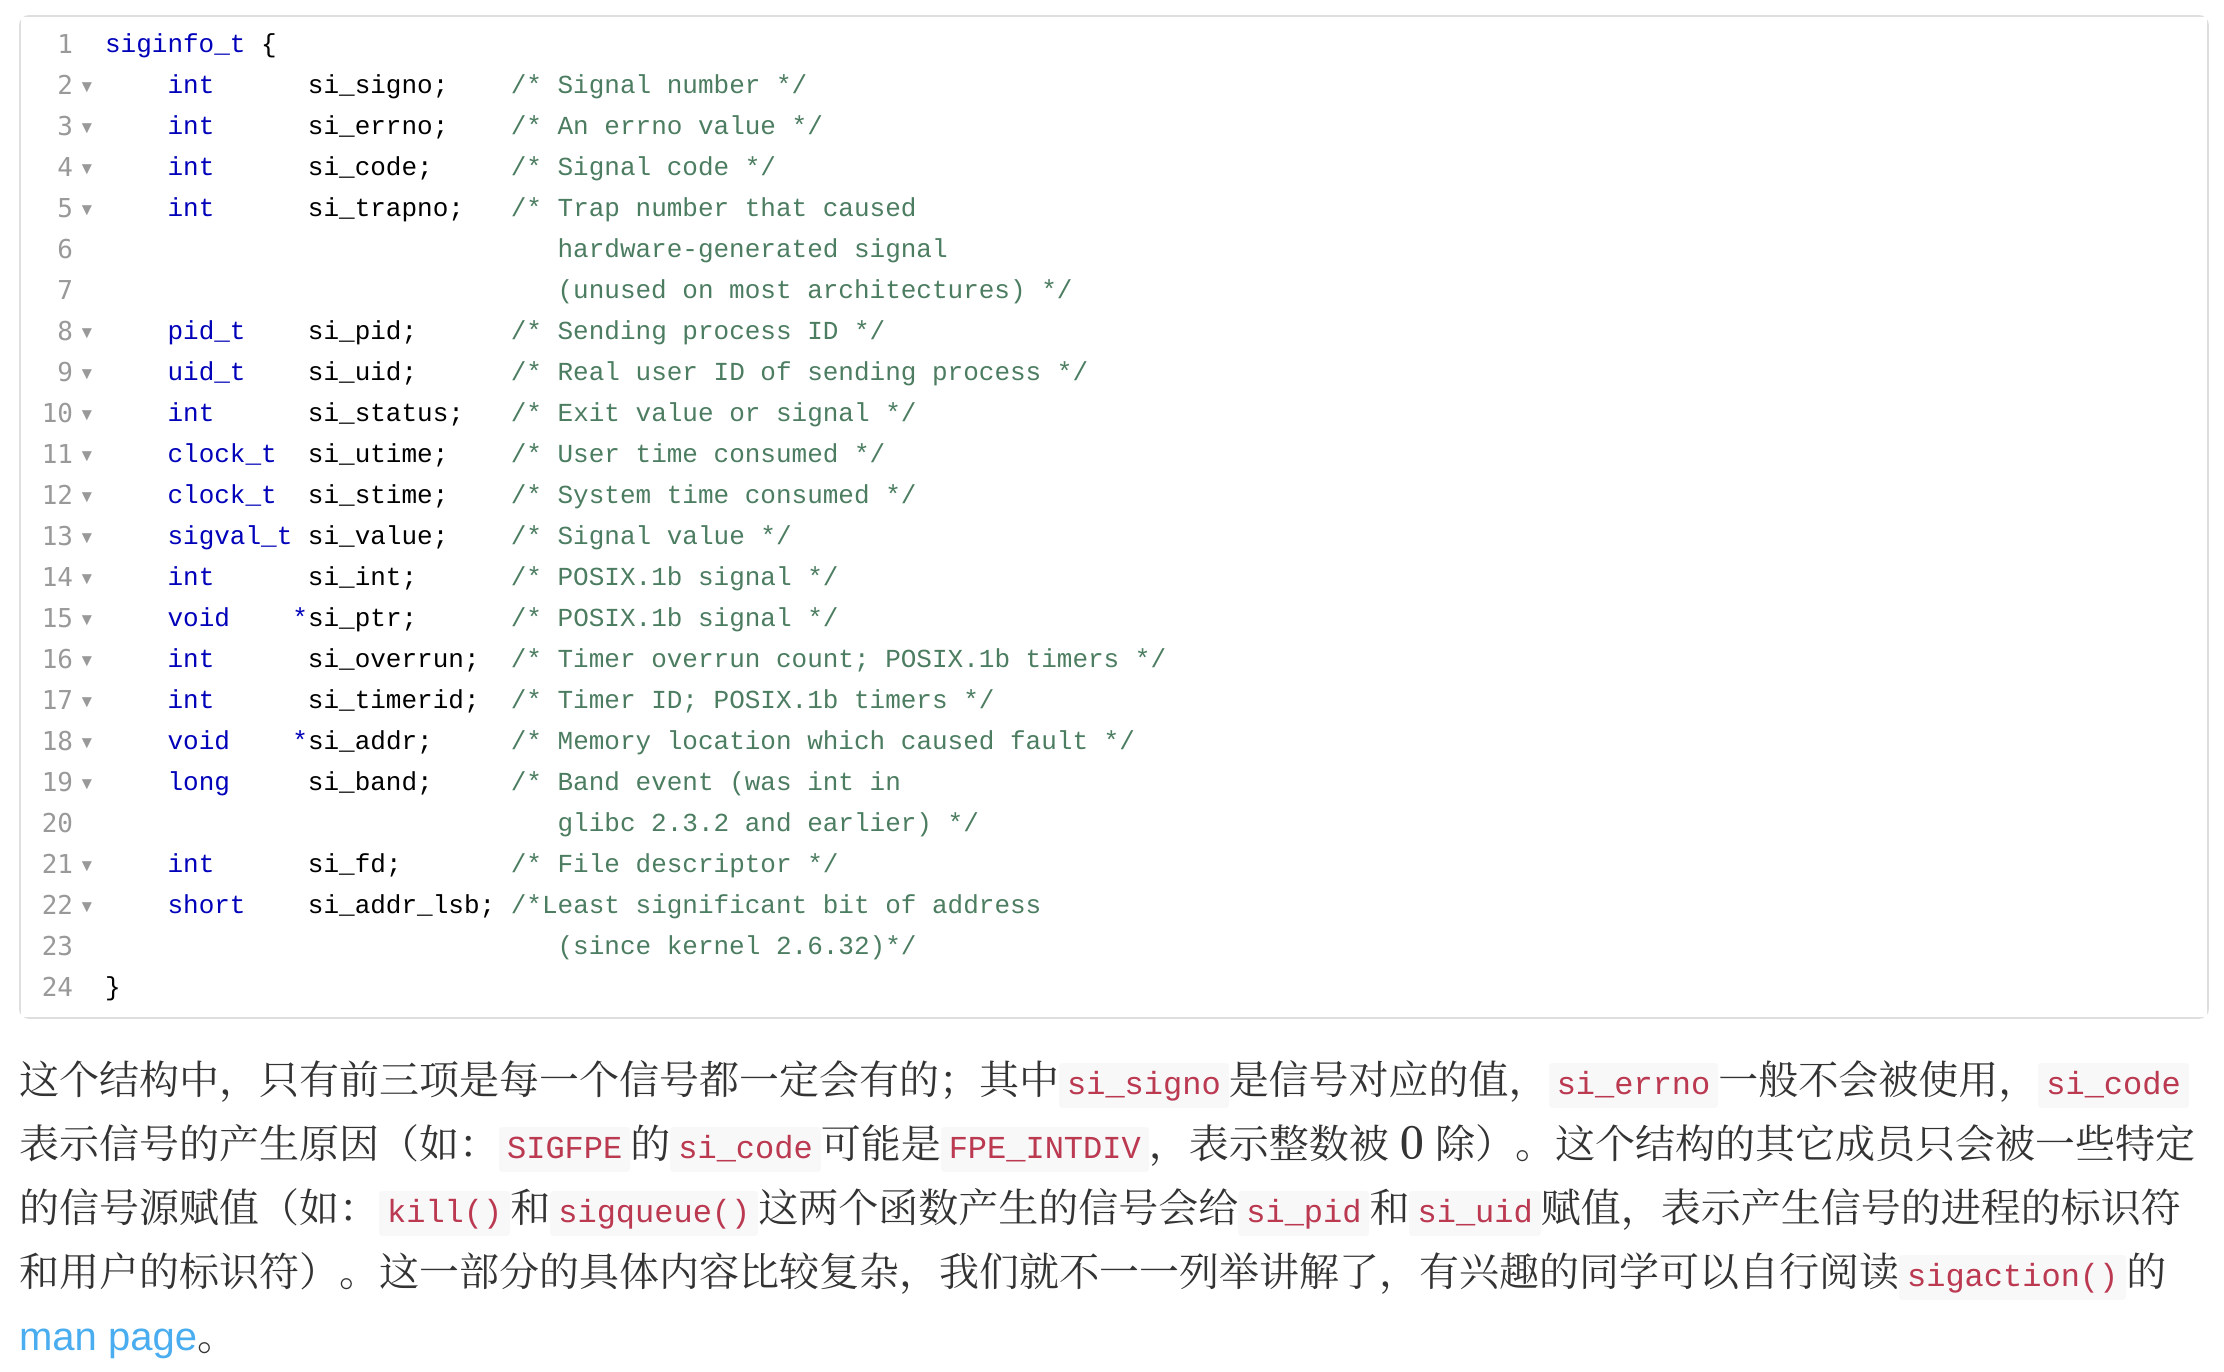 1 siginfo_t {
2 ▾     int      si_signo;    /* Signal number */
3 ▾     int      si_errno;    /* An errno value */
4 ▾     int      si_code;     /* Signal code */
5 ▾     int      si_trapno;   /* Trap number that caused
6                              hardware-generated signal
7                              (unused on most architectures) */
8 ▾     pid_t    si_pid;      /* Sending process ID */
9 ▾     uid_t    si_uid;      /* Real user ID of sending process */
10 ▾    int      si_status;   /* Exit value or signal */
11 ▾    clock_t  si_utime;    /* User time consumed */
12 ▾    clock_t  si_stime;    /* System time consumed */
13 ▾    sigval_t si_value;    /* Signal value */
14 ▾    int      si_int;      /* POSIX.1b signal */
15 ▾    void    *si_ptr;      /* POSIX.1b signal */
16 ▾    int      si_overrun;  /* Timer overrun count; POSIX.1b timers */
17 ▾    int      si_timerid;  /* Timer ID; POSIX.1b timers */
18 ▾    void    *si_addr;     /* Memory location which caused fault */
19 ▾    long     si_band;     /* Band event (was int in
20                             glibc 2.3.2 and earlier) */
21 ▾    int      si_fd;       /* File descriptor */
22 ▾    short    si_addr_lsb; /*Least significant bit of address
23                             (since kernel 2.6.32)*/
24 }
这个结构中，只有前三项是每一个信号都一定会有的；其中si_signo是信号对应的值，si_errno一般不会被使用，si_code
表示信号的产生原因（如：SIGFPE的si_code可能是FPE_INTDIV，表示整数被 0 除）。这个结构的其它成员只会被一些特定
的信号源赋值（如：kill()和sigqueue()这两个函数产生的信号会给si_pid和si_uid赋值，表示产生信号的进程的标识符
和用户的标识符）。这一部分的具体内容比较复杂，我们就不一一列举讲解了，有兴趣的同学可以自行阅读sigaction()的
man page。